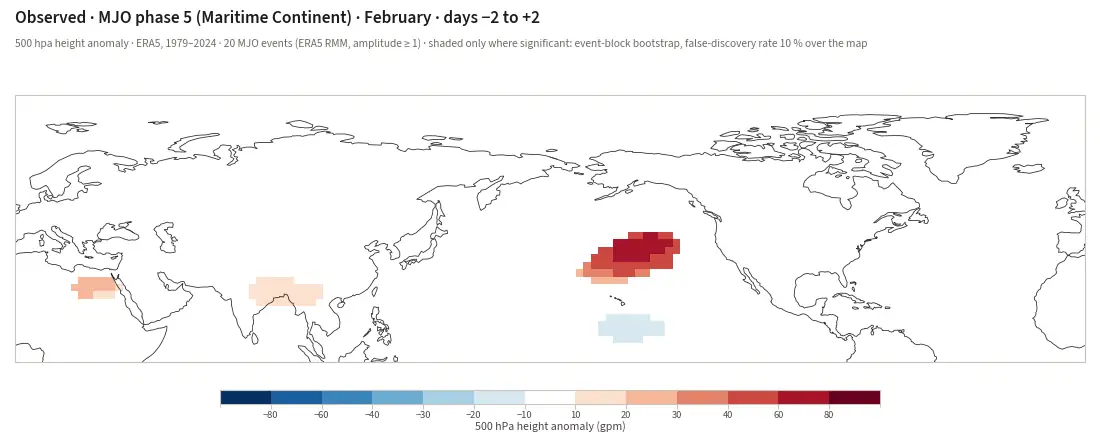 Observed · MJO phase 5 (Maritime Continent) · February · days −2 to +2
500 hpa height anomaly · ERA5, 1979–2024 · 20 MJO events (ERA5 RMM, amplitude ≥ 1) · shaded only where significant: event-block bootstrap, false-discovery rate 10 % over the map
−80 −60 −40 −30 −20 −10 10 20 30 40 60 80
500 hPa height anomaly (gpm)